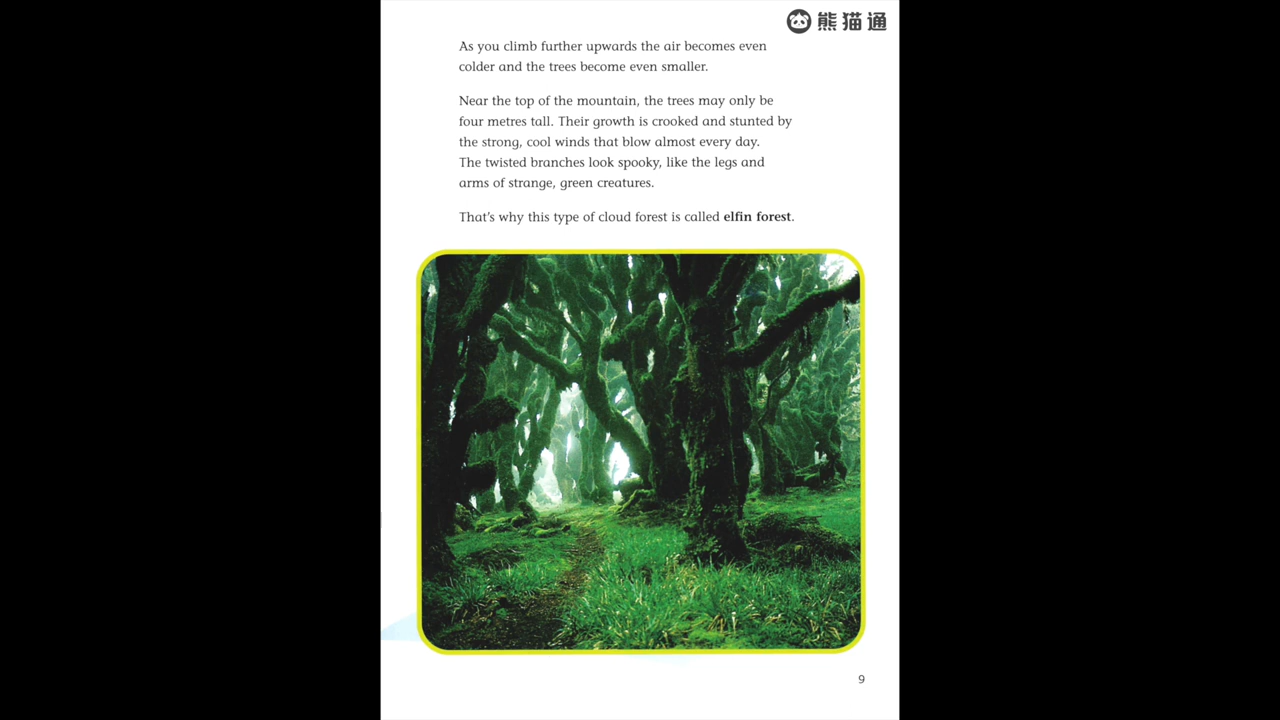 熊猫通
As you climb further upwards the air becomes even
colder and the trees become even smaller.
Near the top of the mountain, the trees may only be
four metres tall. Their growth is crooked and stunted by
the strong, cool winds that blow almost every day.
The twisted branches look spooky, like the legs and
arms of strange, green creatures.
That's why this type of cloud forest is called elfin forest.
9